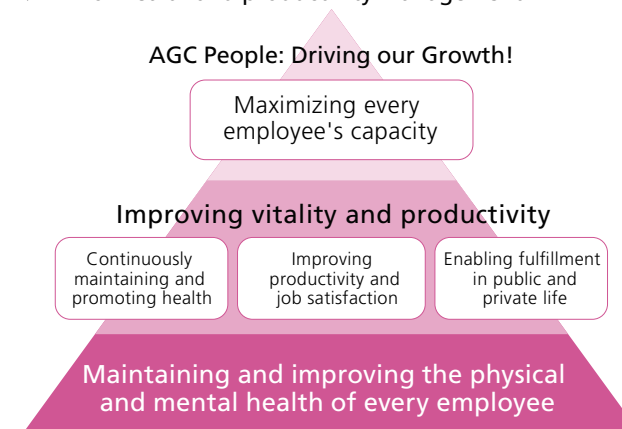 AGC People: Driving our Growth!
Maximizing every
employee's capacity
Improving vitality and productivity
Continuously
maintaining and
promoting health
Improving
productivity and
job satisfaction
Enabling fulfillment
in public and
private life
Maintaining and improving the physical
and mental health of every employee